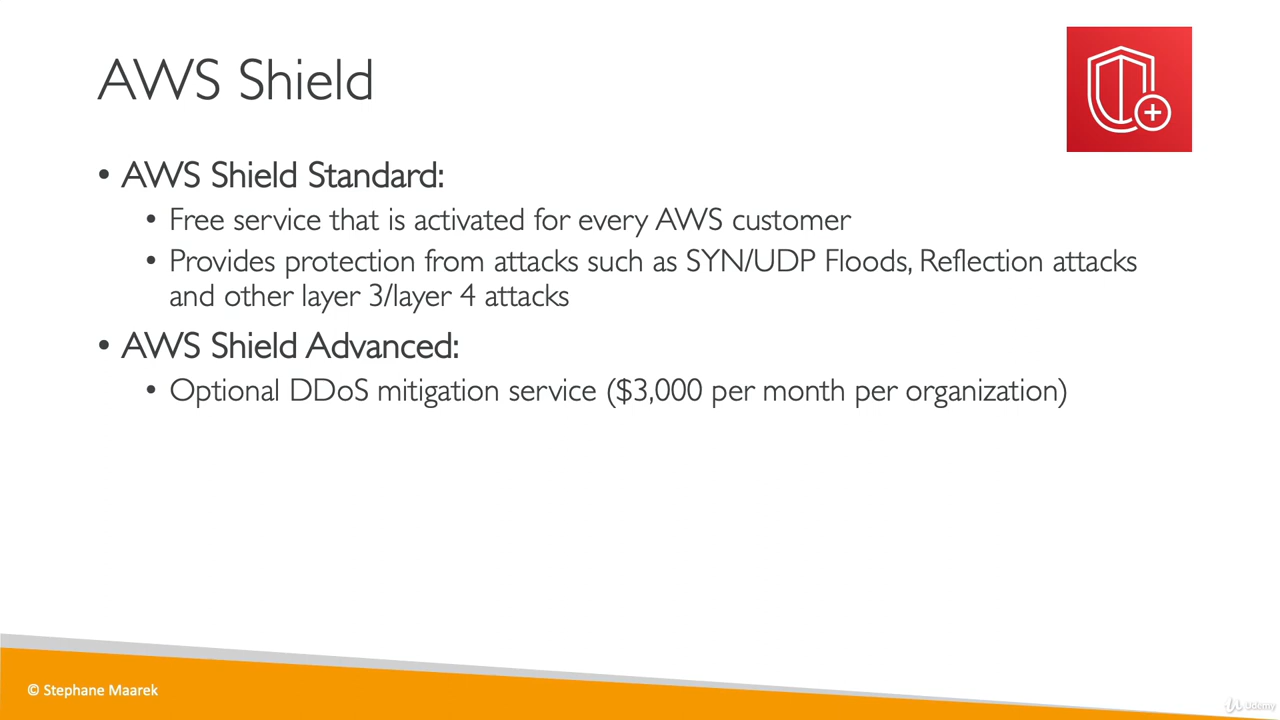 AWS Shield
• AWS Shield Standard:
• Free service that is activated for every AWS customer
• Provides protection from attacks such as SYN/UDP Floods, Reflection attacks
and other layer 3/layer 4 attacks
• AWS Shield Advanced:
• Optional DDoS mitigation service ($3,000 per month per organization)
© Stephane Maarek
Udemy